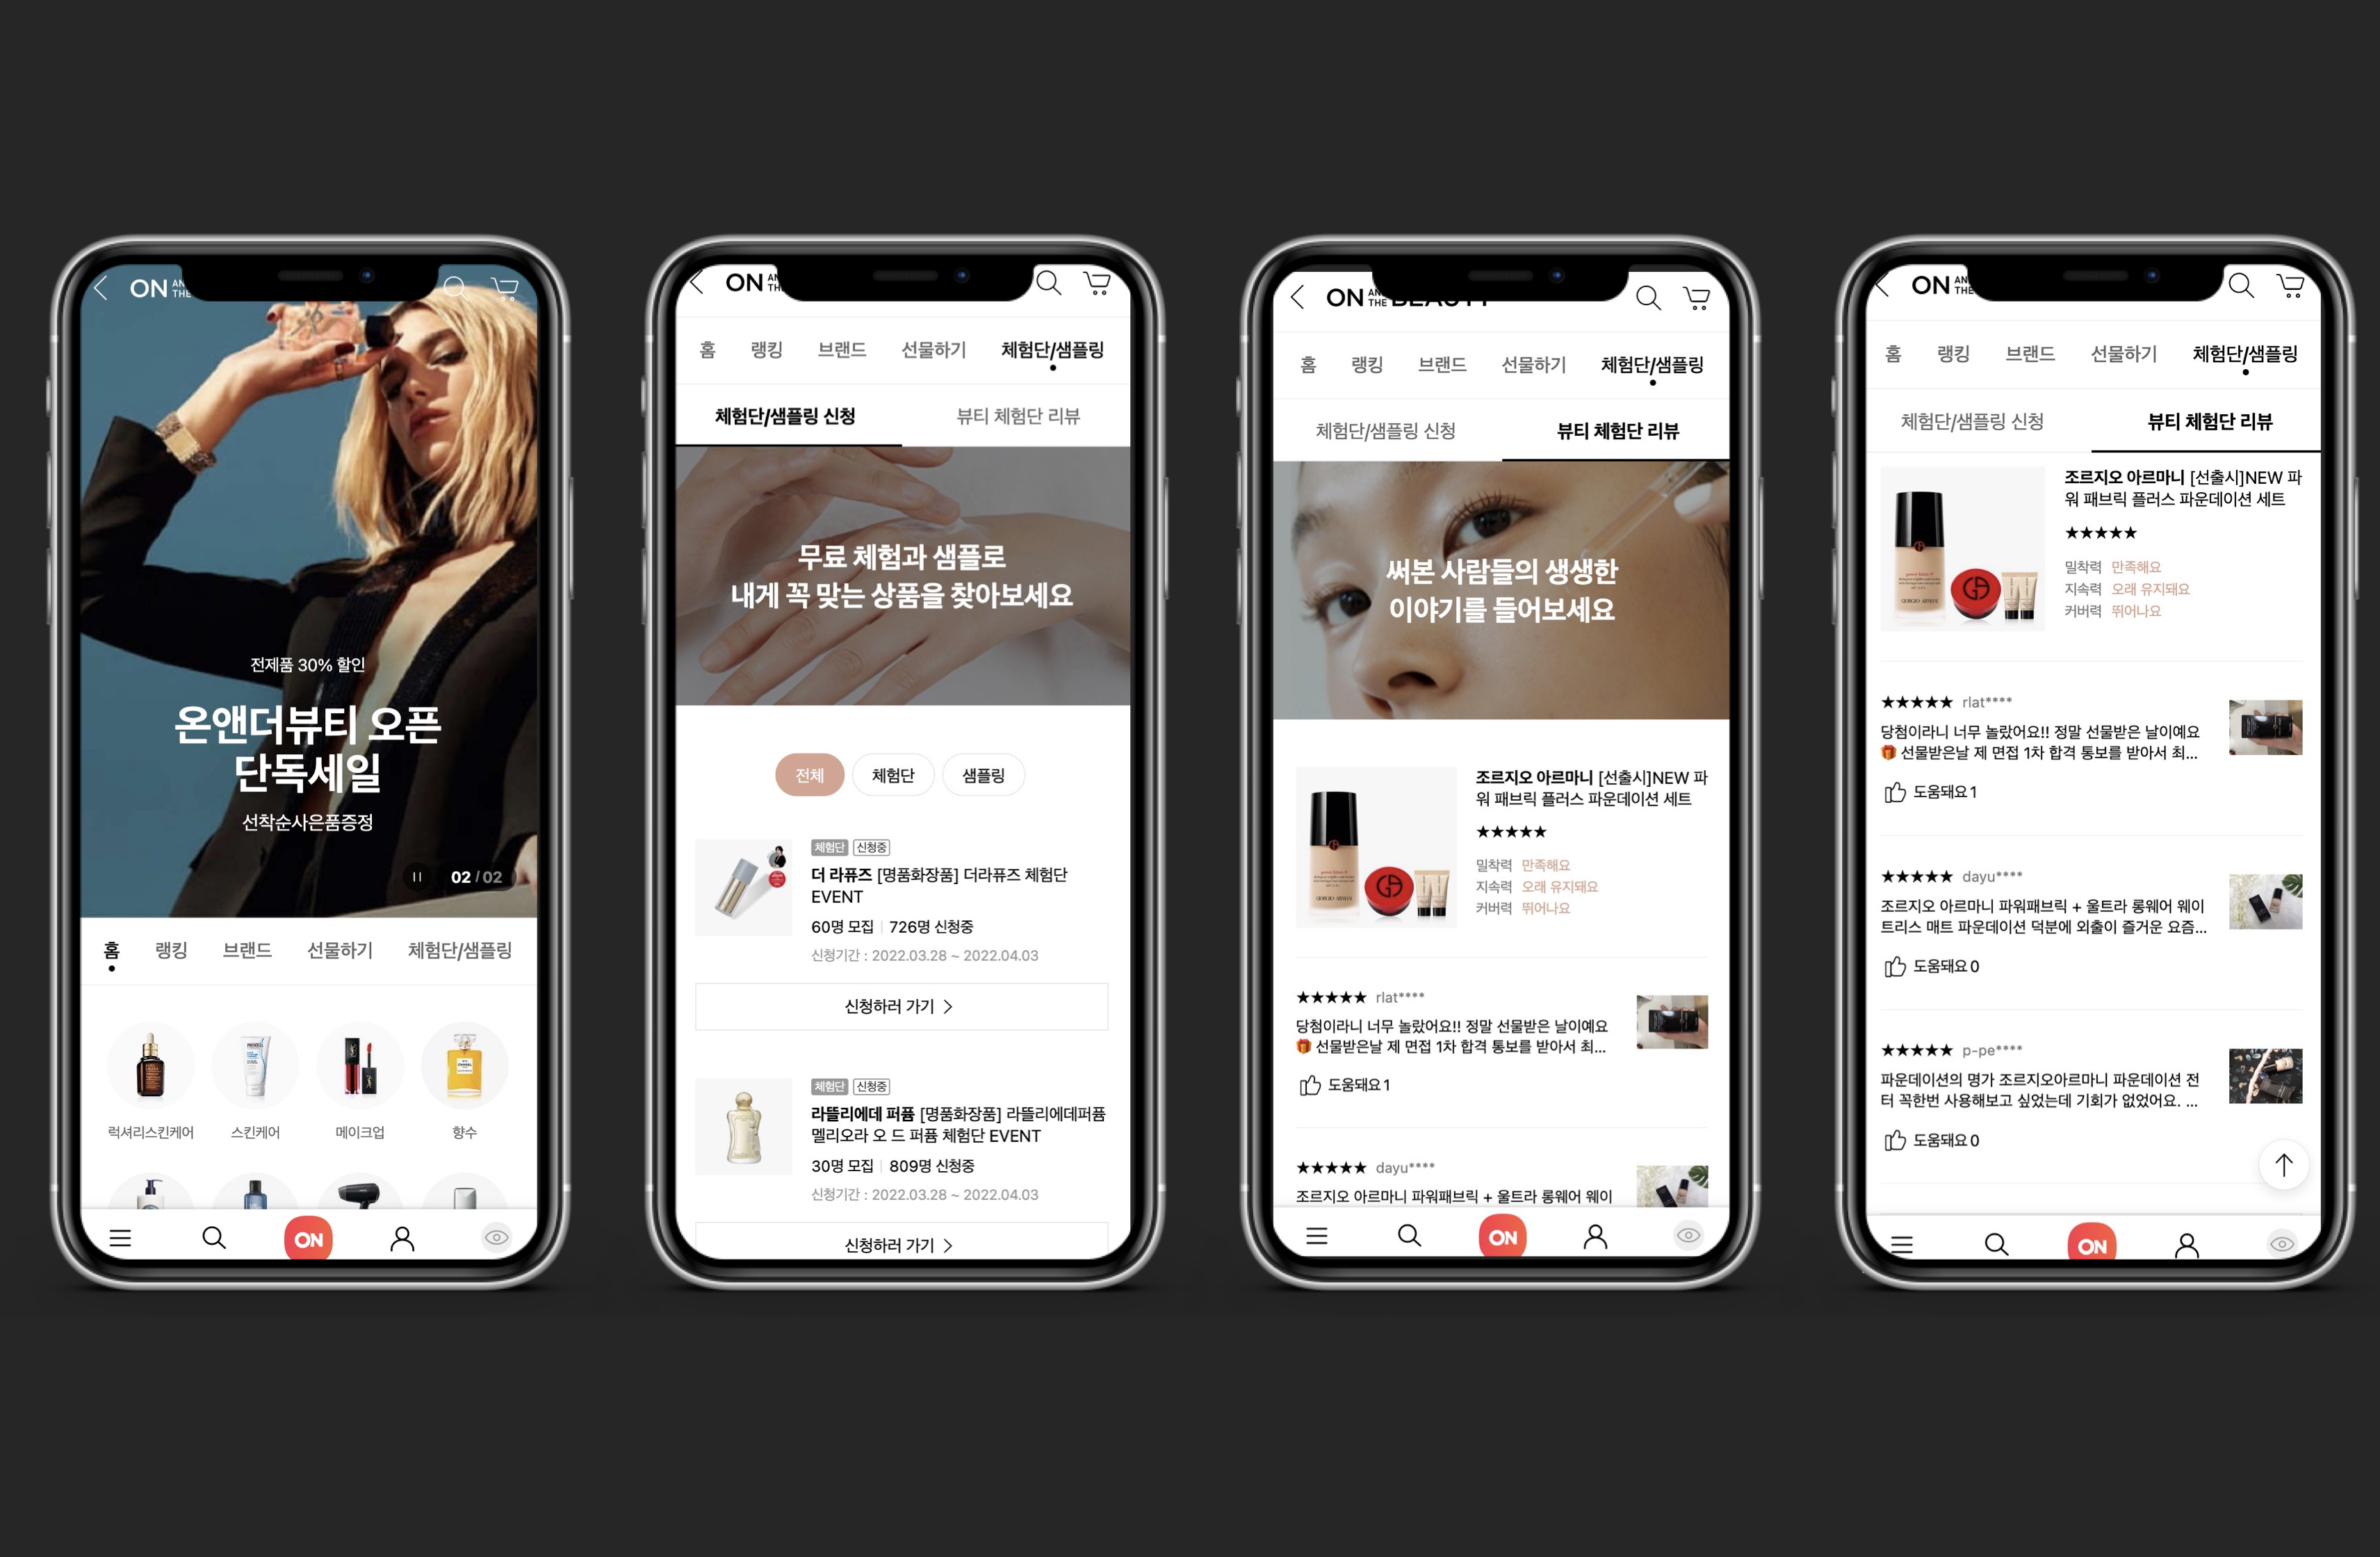 ON AN
THE
전제품 30% 할인
온앤더뷰티 오픈
단독세일
선착순사은품증정
02 / 02
홈 랭킹 브랜드 선물하기 체험단/샘플링
럭셔리스킨케어 스킨케어 메이크업 향수
ON
ON AN
TH
홈 랭킹 브랜드 선물하기 체험단/샘플링
체험단/샘플링 신청 뷰티 체험단 리뷰
무료 체험과 샘플로
내게 꼭 맞는 상품을 찾아보세요
전체 체험단 샘플링
체험단 신청중
더 라퓨즈 [명품화장품] 더라퓨즈 체험단
EVENT
60명 모집 | 726명 신청중
신청기간 : 2022.03.28 ~ 2022.04.03
신청하러 가기 >
체험단 신청중
라뜰리에데 퍼퓸 [명품화장품] 라뜰리에데퍼퓸
멜리오라 오 드 퍼퓸 체험단 EVENT
30명 모집 | 809명 신청중
신청기간 : 2022.03.28 ~ 2022.04.03
신청하러 가기 >
ON AN
THE BEAUTY
홈 랭킹 브랜드 선물하기 체험단/샘플링
체험단/샘플링 신청 뷰티 체험단 리뷰
써본 사람들의 생생한
이야기를 들어보세요
조르지오 아르마니 [선출시]NEW 파
워 패브릭 플러스 파운데이션 세트
★★★★★
밀착력 만족해요
지속력 오래 유지돼요
커버력 뛰어나요
GIORGIO ARMANI
★★★★★ rlat****
당첨이라니 너무 놀랐어요!! 정말 선물받은 날이예요
🎁 선물받은날 제 면접 1차 합격 통보를 받아서 최...
도움돼요 1
★★★★★ dayu****
조르지오 아르마니 파워패브릭 + 울트라 롱웨어 웨이
ON
ON AN
THE
홈 랭킹 브랜드 선물하기 체험단/샘플링
체험단/샘플링 신청 뷰티 체험단 리뷰
조르지오 아르마니 [선출시]NEW 파
워 패브릭 플러스 파운데이션 세트
★★★★★
밀착력 만족해요
지속력 오래 유지돼요
커버력 뛰어나요
GIORGIO ARMANI
★★★★★ rlat****
당첨이라니 너무 놀랐어요!! 정말 선물받은 날이예요
🎁 선물받은날 제 면접 1차 합격 통보를 받아서 최...
도움돼요 1
★★★★★ dayu****
조르지오 아르마니 파워패브릭 + 울트라 롱웨어 웨이
트리스 매트 파운데이션 덕분에 외출이 즐거운 요즘...
도움돼요 0
★★★★★ p-pe****
파운데이션의 명가 조르지오아르마니 파운데이션 전
터 꼭한번 사용해보고 싶었는데 기회가 없었어요. ...
도움돼요 0
ON